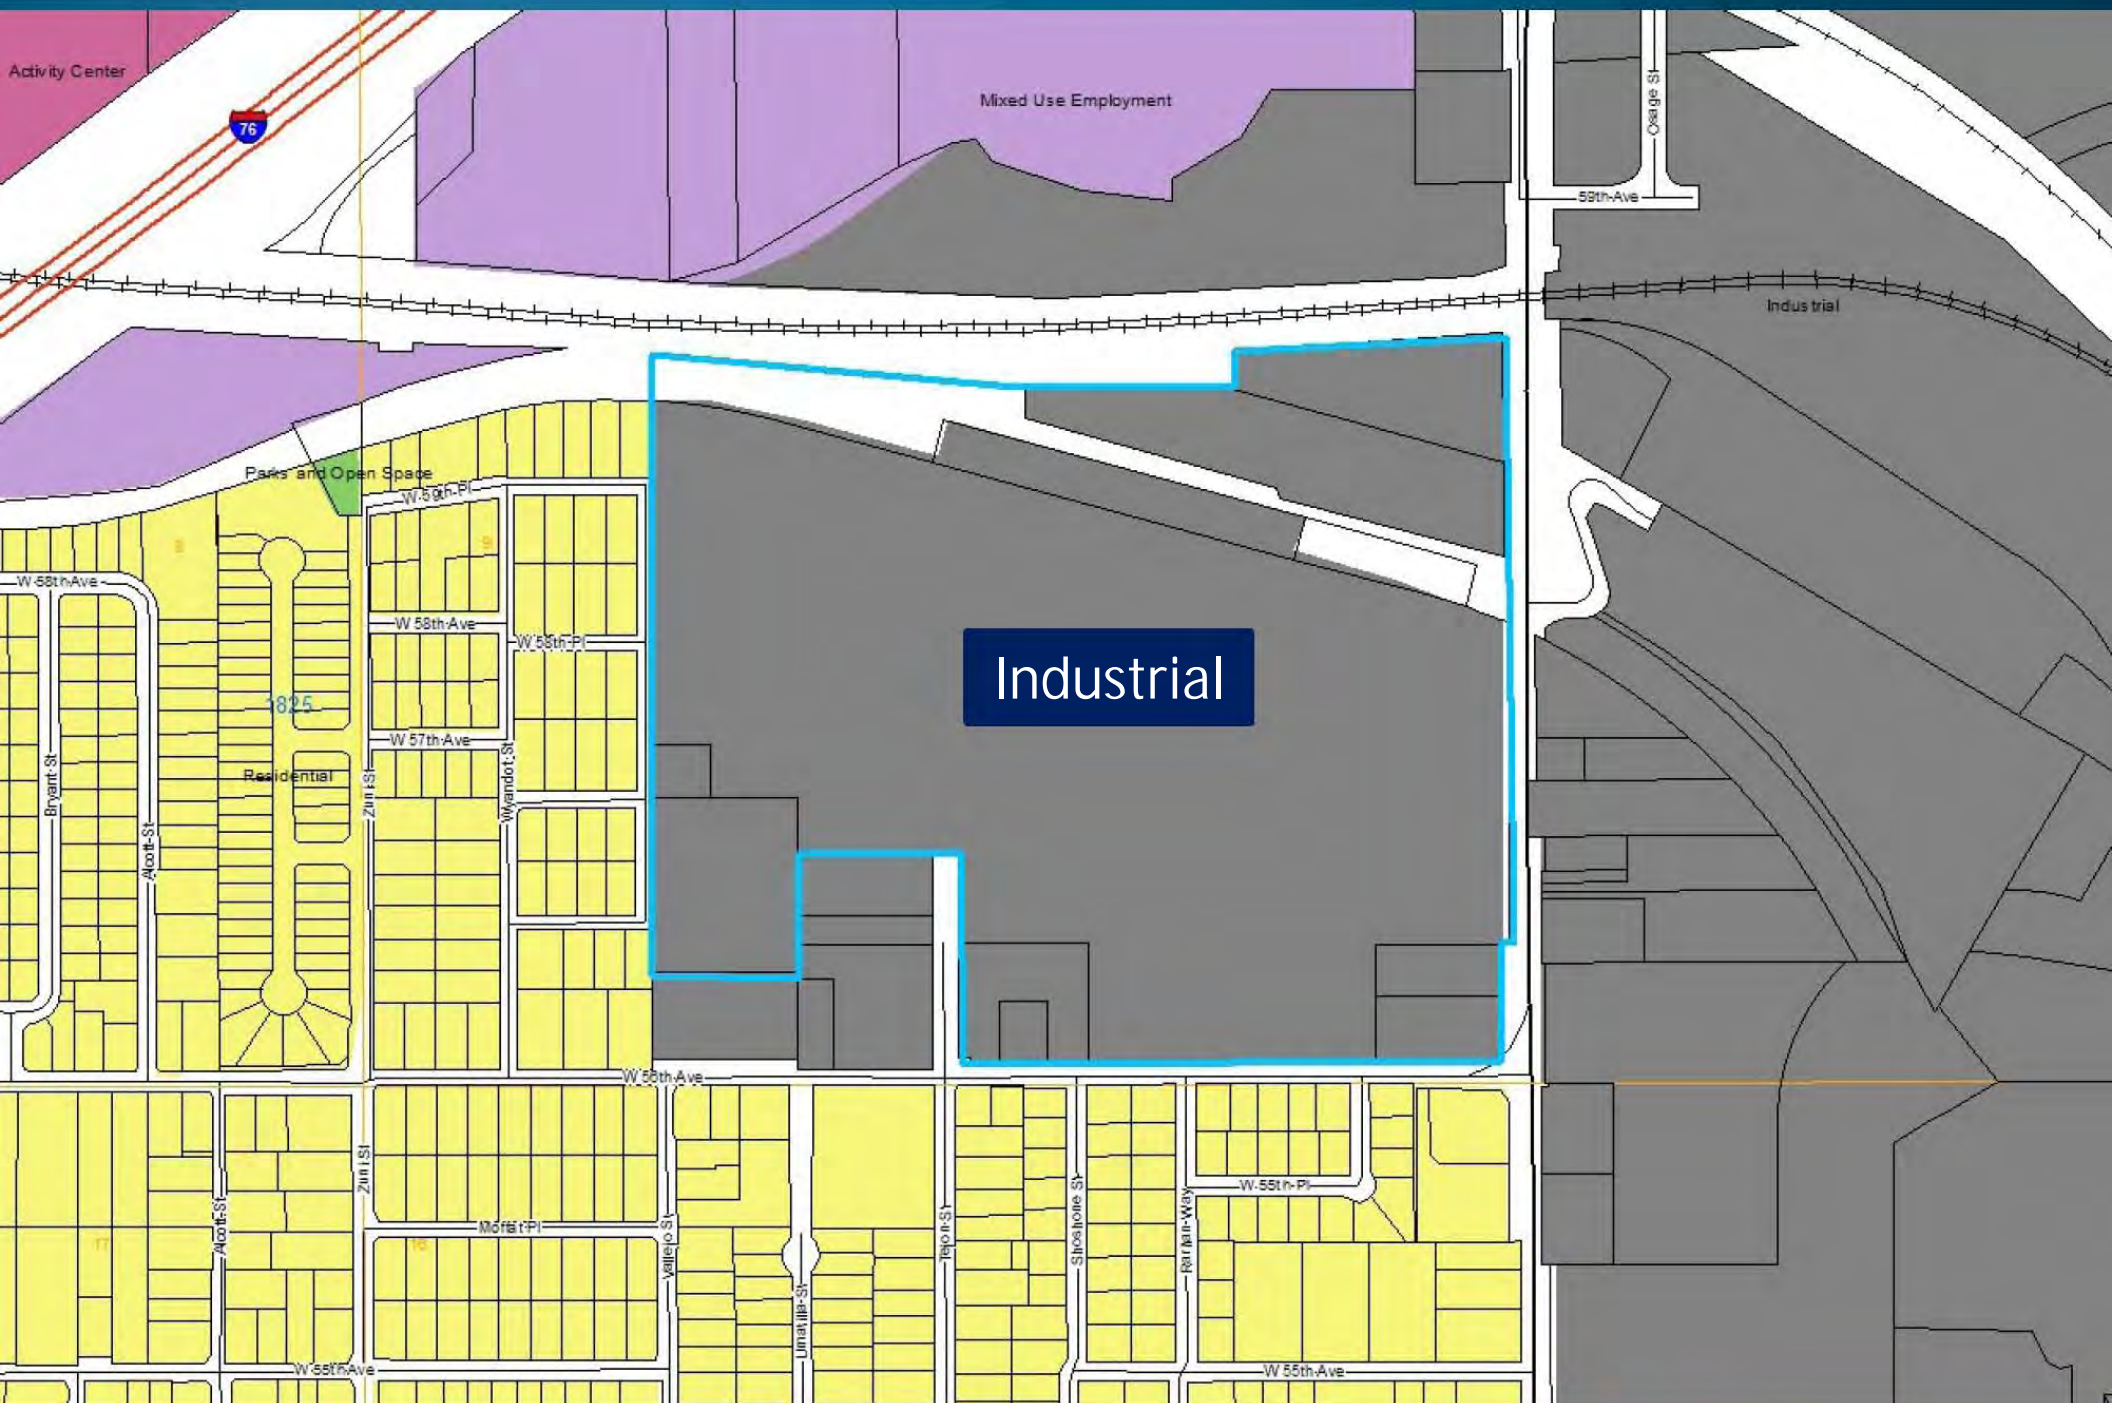 Activity Center
76
Mixed Use Employment
Osage St
59th Ave
Industrial
Parks and Open Space
W 59th Pl
W 58th Ave
W 58th Ave
W 58th Pl
Industrial
1825
W 57th Ave
Residential
Bryant St
Zuni St
Wyandot St
Alcott St
W 56th Ave
Zuni St
Alcott St
W 55th Pl
Moffat Pl
Vallejo St
Tejon St
Shoshone St
Raritan Way
17
16
Umatilla St
W 55th Ave
W 55th Ave